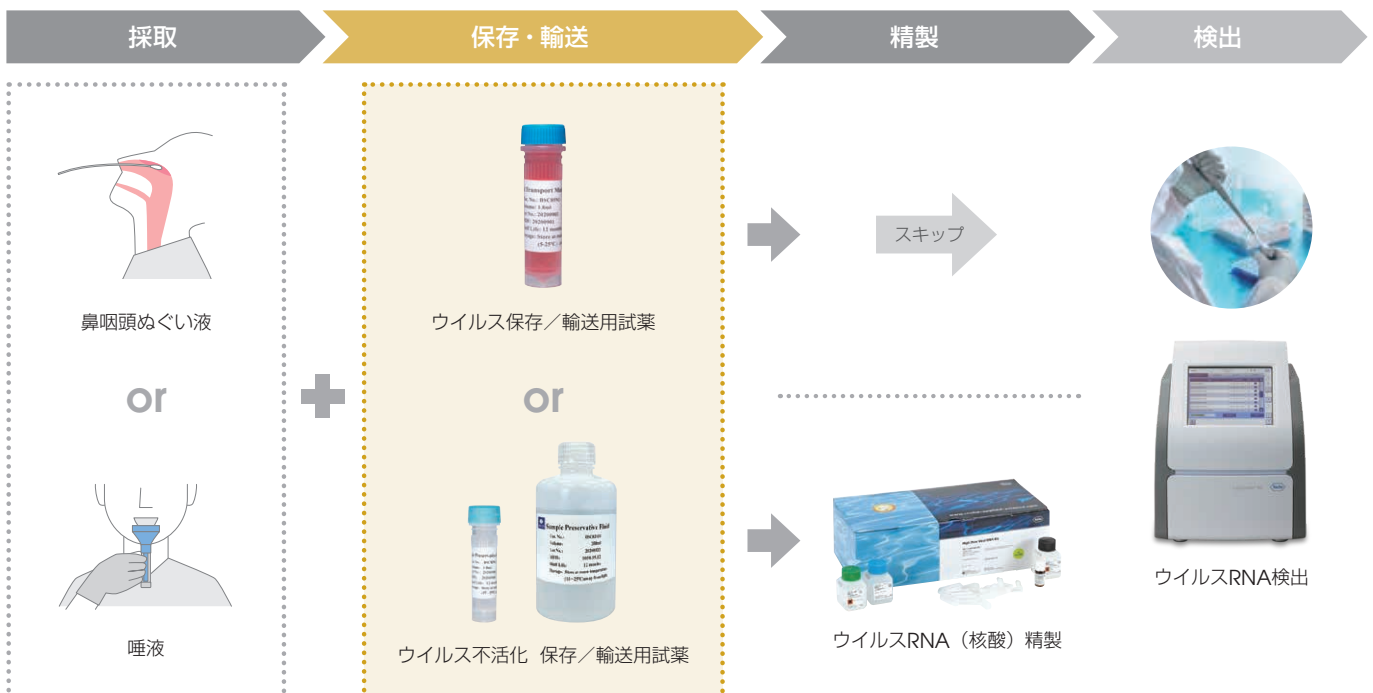 採取
保存・輸送
精製
検出
鼻咽頭ぬぐい液
or
唾液
ウイルス保存／輸送用試薬
or
Sample Preservative Fluid
ウイルス不活化 保存／輸送用試薬
スキップ
ウイルスRNA（核酸）精製
ウイルスRNA検出